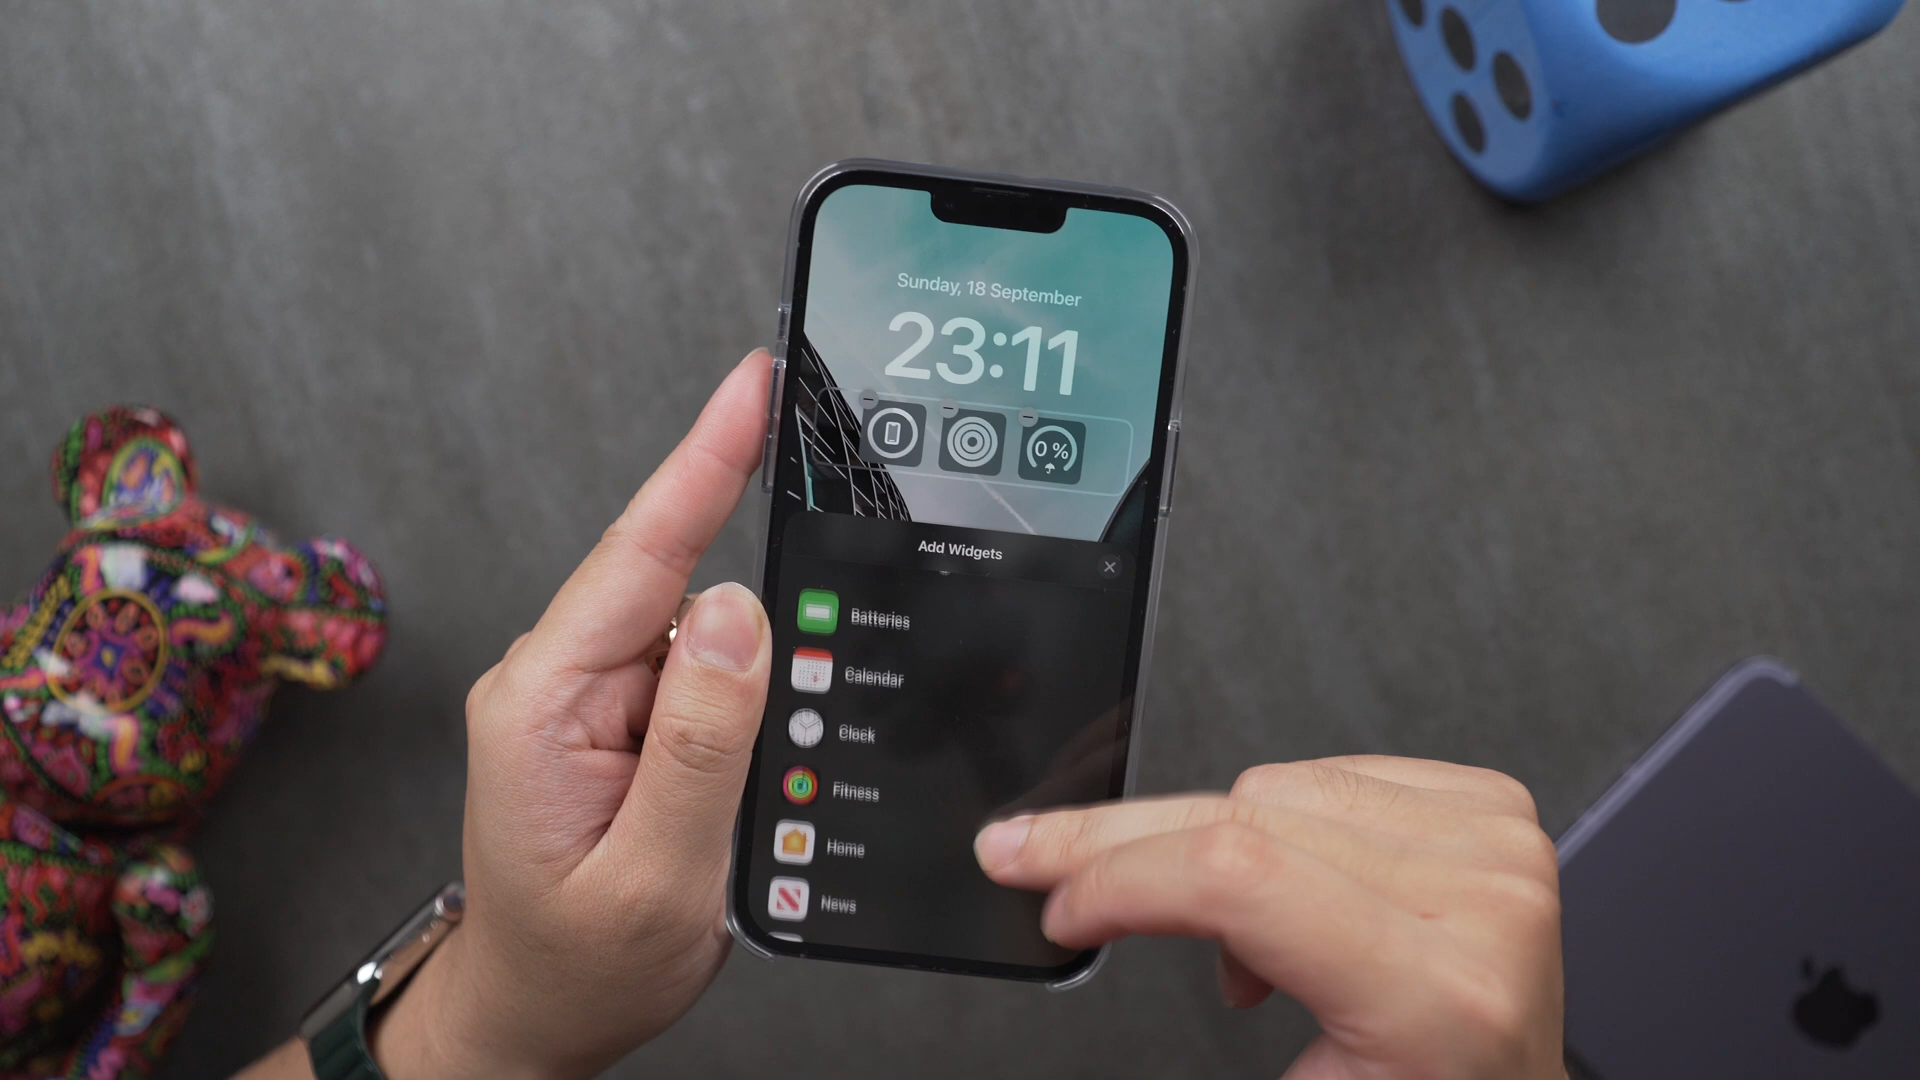 Sunday, 18 September
23:11
0 %
Add Widgets
Batteries
Calendar
Clock
Fitness
Home
News